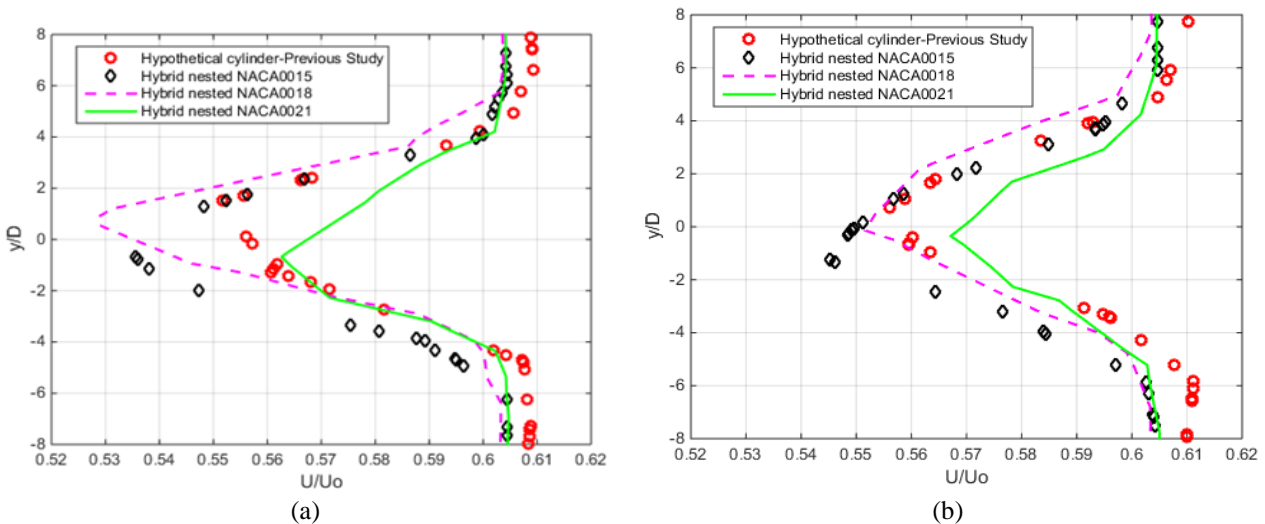 (a)
8
6
4
2
0
-2
-4
-6
-8
y/D
Hypothetical cylinder-Previous Study
Hybrid nested NACA0015
Hybrid nested NACA0018
Hybrid nested NACA0021
0.52 0.53 0.54 0.55 0.56 0.57 0.58 0.59 0.6 0.61 0.62
U/Uo
(a)
b)
8
6
4
2
0
-2
-4
-6
-8
y/D
Hypothetical cylinder-Previous Study
Hybrid nested NACA0015
Hybrid nested NACA0018
Hybrid nested NACA0021
0.52 0.53 0.54 0.55 0.56 0.57 0.58 0.59 0.6 0.61 0.62
U/Uo
(b)